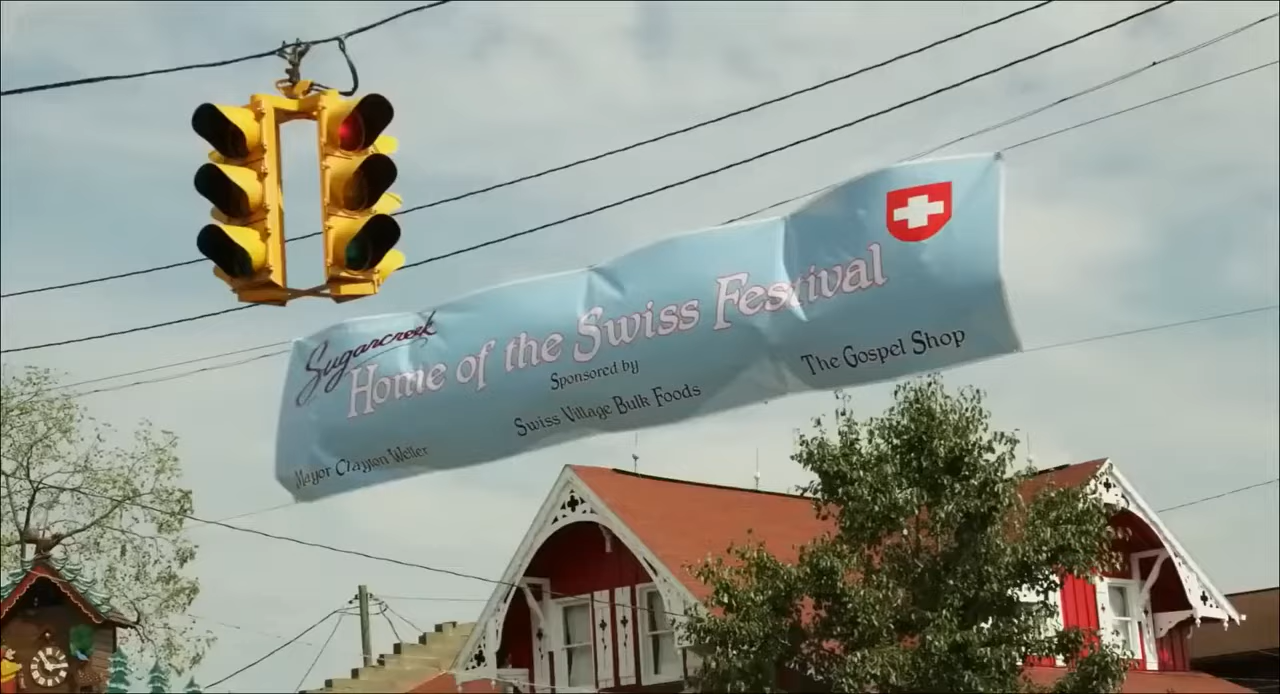 Sugarcreek
Home of the Swiss Festival
Sponsored by
Mayor Clayton Weller
Swiss Village Bulk Foods
The Gospel Shop